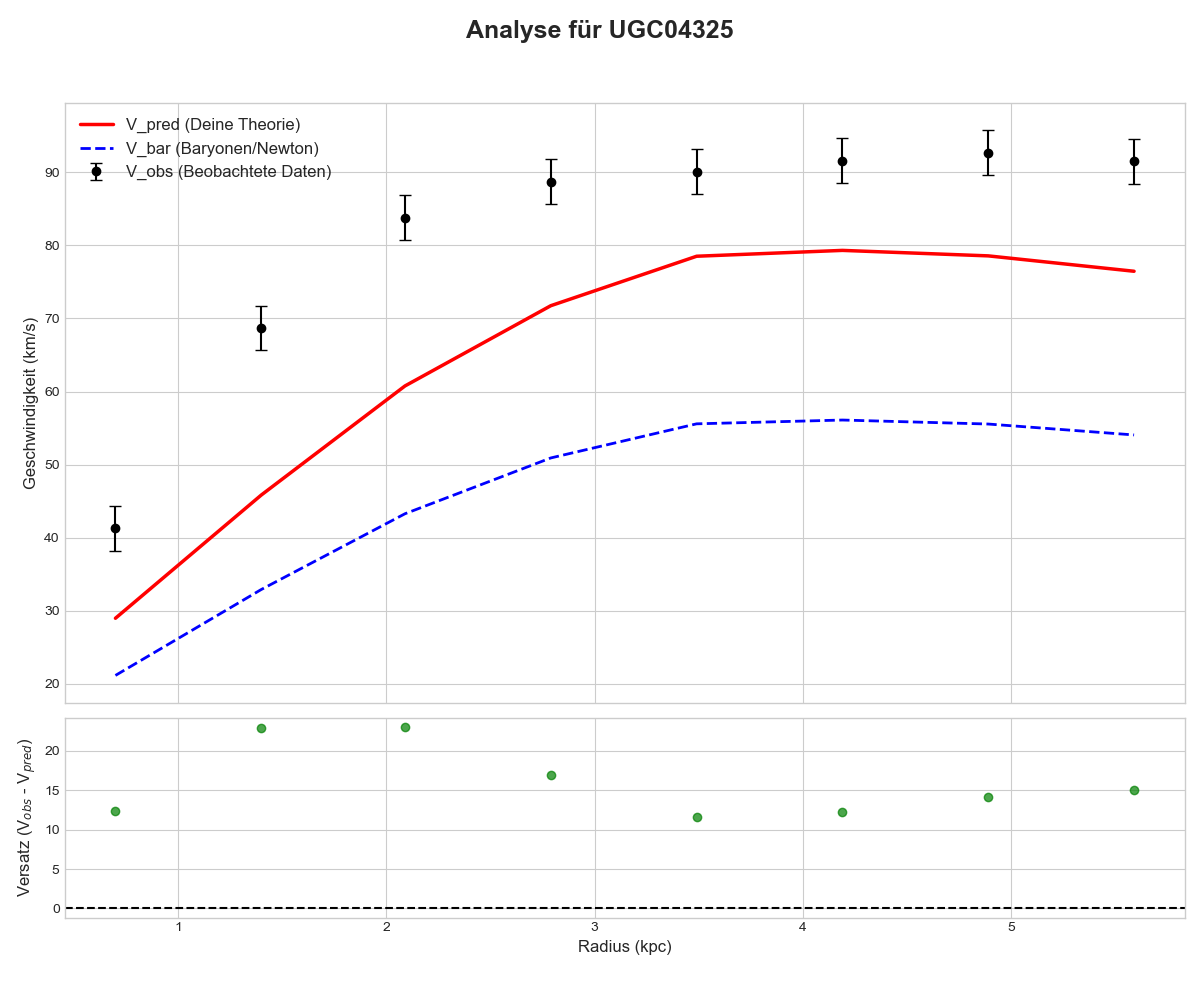 Analyse für UGC04325
V_pred (Deine Theorie)
V_bar (Baryonen/Newton)
V_obs (Beobachtete Daten)
Geschwindigkeit (km/s)
90
80
70
60
50
40
30
20
Versatz (V_obs - V_pred)
20
15
10
5
0
1 2 3 4 5
Radius (kpc)